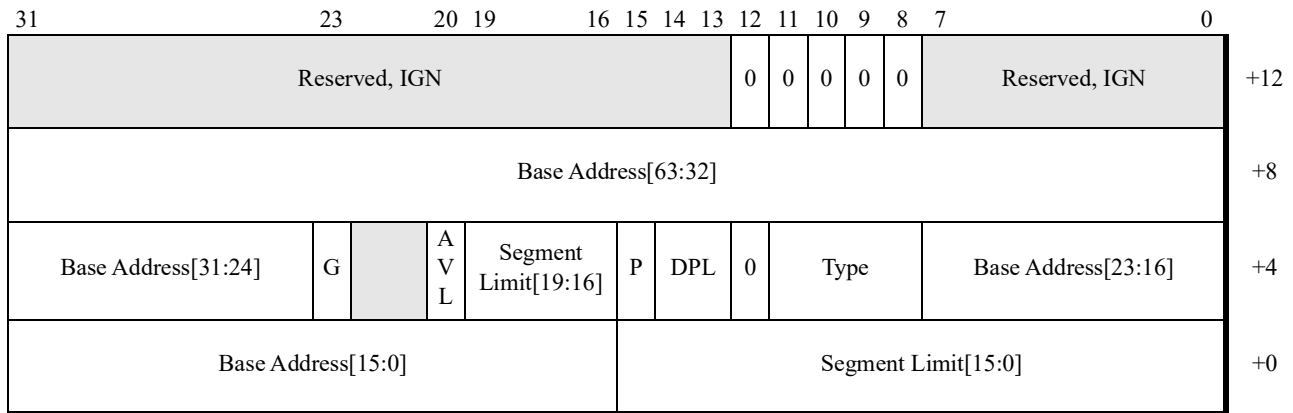 31 23 20 19 16 15 14 13 12 11 10 9 8 7 0
Reserved, IGN 0 0 0 0 0 Reserved, IGN +12
Base Address[63:32] +8
Base Address[31:24] G A V L Segment Limit[19:16] P DPL 0 Type Base Address[23:16] +4
Base Address[15:0] Segment Limit[15:0] +0